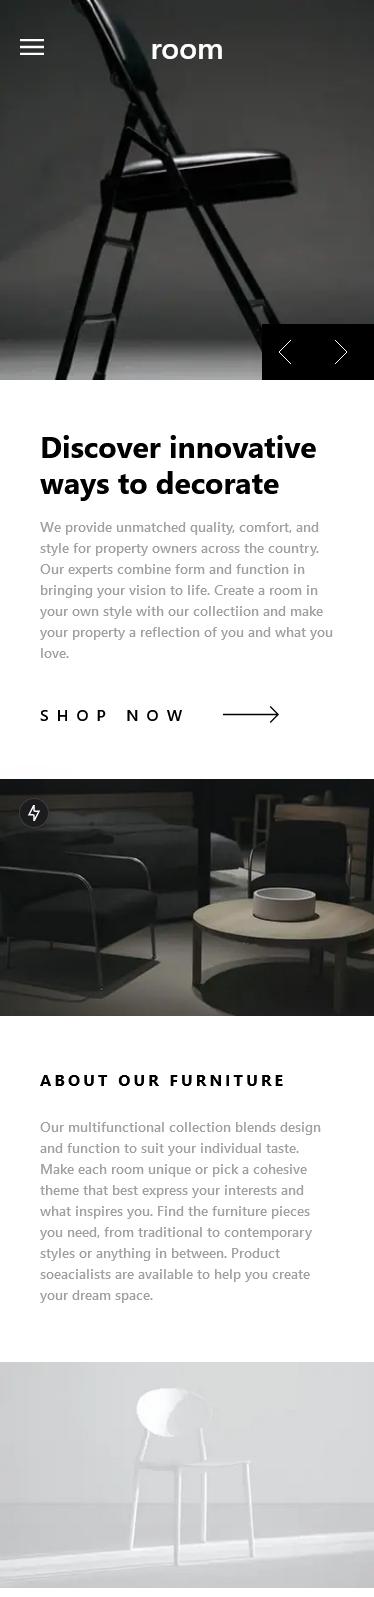 room
Discover innovative
ways to decorate
We provide unmatched quality, comfort, and
style for property owners across the country.
Our experts combine form and function in
bringing your vision to life. Create a room in
your own style with our collectiion and make
your property a reflection of you and what you
love.
SHOP NOW
ABOUT OUR FURNITURE
Our multifunctional collection blends design
and function to suit your individual taste.
Make each room unique or pick a cohesive
theme that best express your interests and
what inspires you. Find the furniture pieces
you need, from traditional to contemporary
styles or anything in between. Product
soeacialists are available to help you create
your dream space.